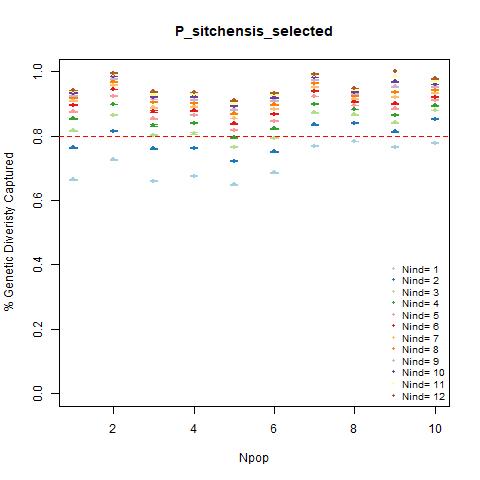 P_sitchensis_selected
% Genetic Diveristy Captured
1.0
0.8
0.6
0.4
0.2
0.0
Nind= 1
Nind= 2
Nind= 3
Nind= 4
Nind= 5
Nind= 6
Nind= 7
Nind= 8
Nind= 9
Nind= 10
Nind= 11
Nind= 12
2
4
6
8
10
Npop